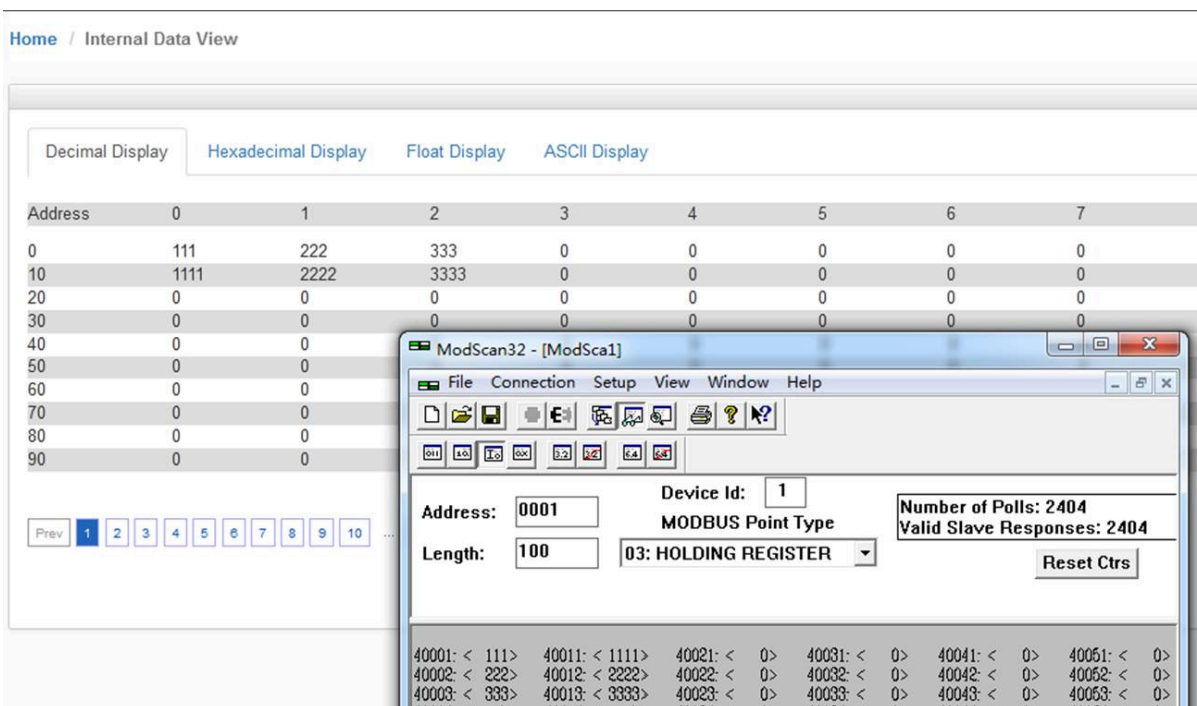 Home / Internal Data View
Decimal Display Hexadecimal Display Float Display ASCII Display
Address 0 1 2 3 4 5 6 7
0 111 222 333 0 0 0 0 0
10 1111 2222 3333 0 0 0 0 0
20 0 0 0 0 0 0 0 0
30 0 0 0 0 0 0 0 0
40 0 0
50 0 0
60 0 0
70 0 0
80 0 0
90 0 0
Prev 1 2 3 4 5 6 7 8 9 10 ...
ModScan32 - [ModSca1]
File Connection Setup View Window Help
Address: 0001
Device Id: 1
MODBUS Point Type
Length: 100
03: HOLDING REGISTER
Number of Polls: 2404
Valid Slave Responses: 2404
Reset Ctrs
40001: < 111> 40011: < 1111> 40021: < 0> 40031: < 0> 40041: < 0> 40051: < 0>
40002: < 222> 40012: < 2222> 40022: < 0> 40032: < 0> 40042: < 0> 40052: < 0>
40003: < 333> 40013: < 3333> 40023: < 0> 40033: < 0> 40043: < 0> 40053: < 0>